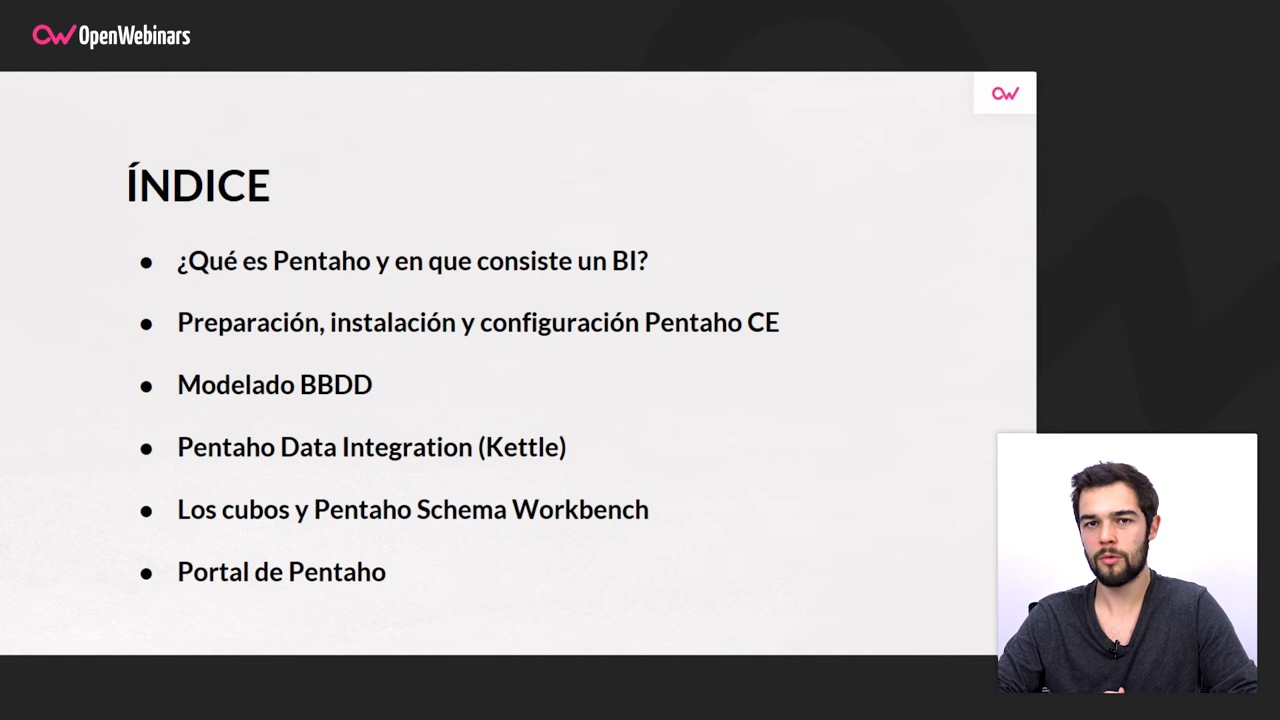 OpenWebinars
ÍNDICE
● ¿Qué es Pentaho y en que consiste un BI?
● Preparación, instalación y configuración Pentaho CE
● Modelado BBDD
● Pentaho Data Integration (Kettle)
● Los cubos y Pentaho Schema Workbench
● Portal de Pentaho